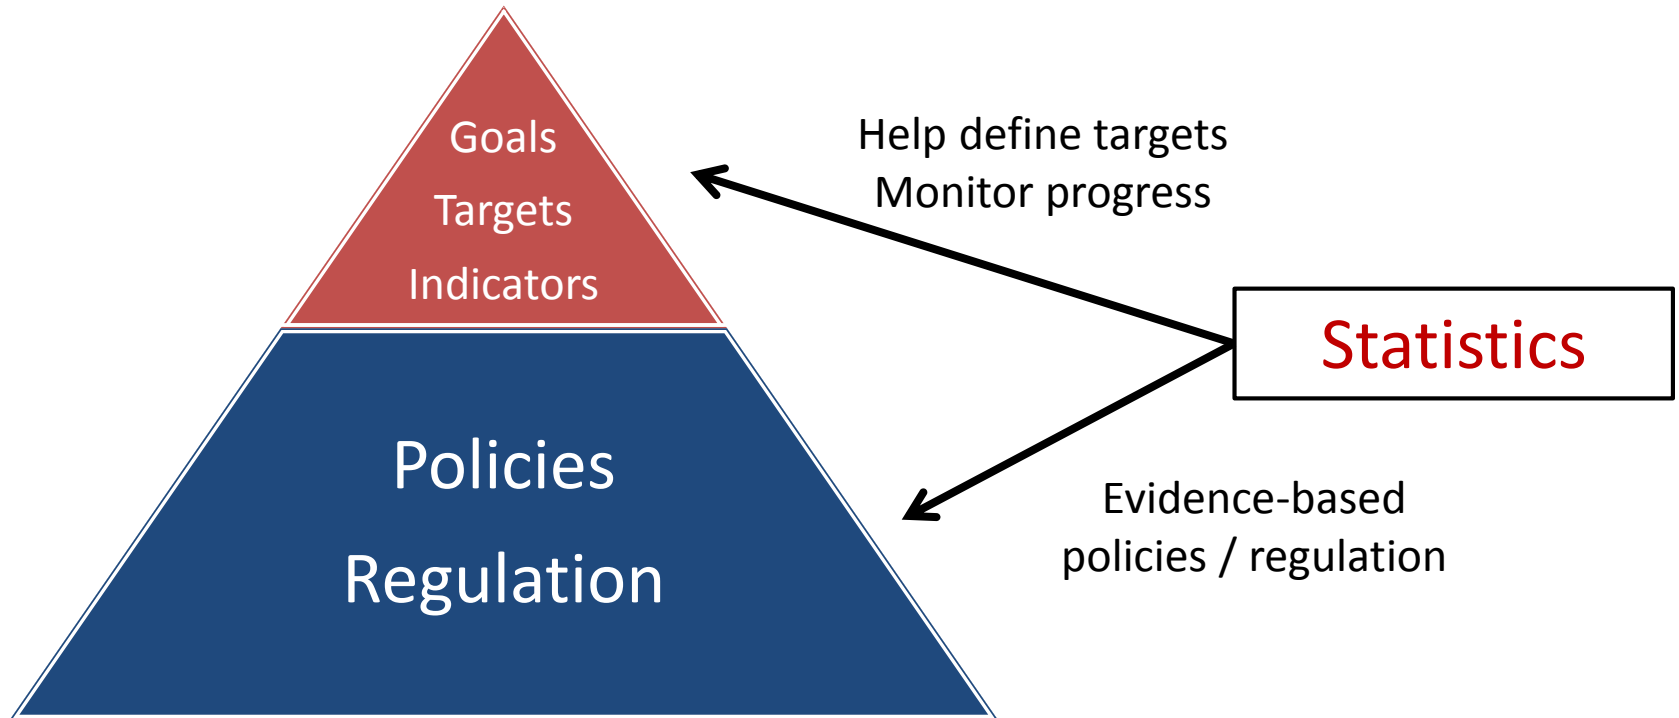 Goals
Targets
Indicators
Policies
Regulation
Help define targets
Monitor progress
Statistics
Evidence-based
policies / regulation